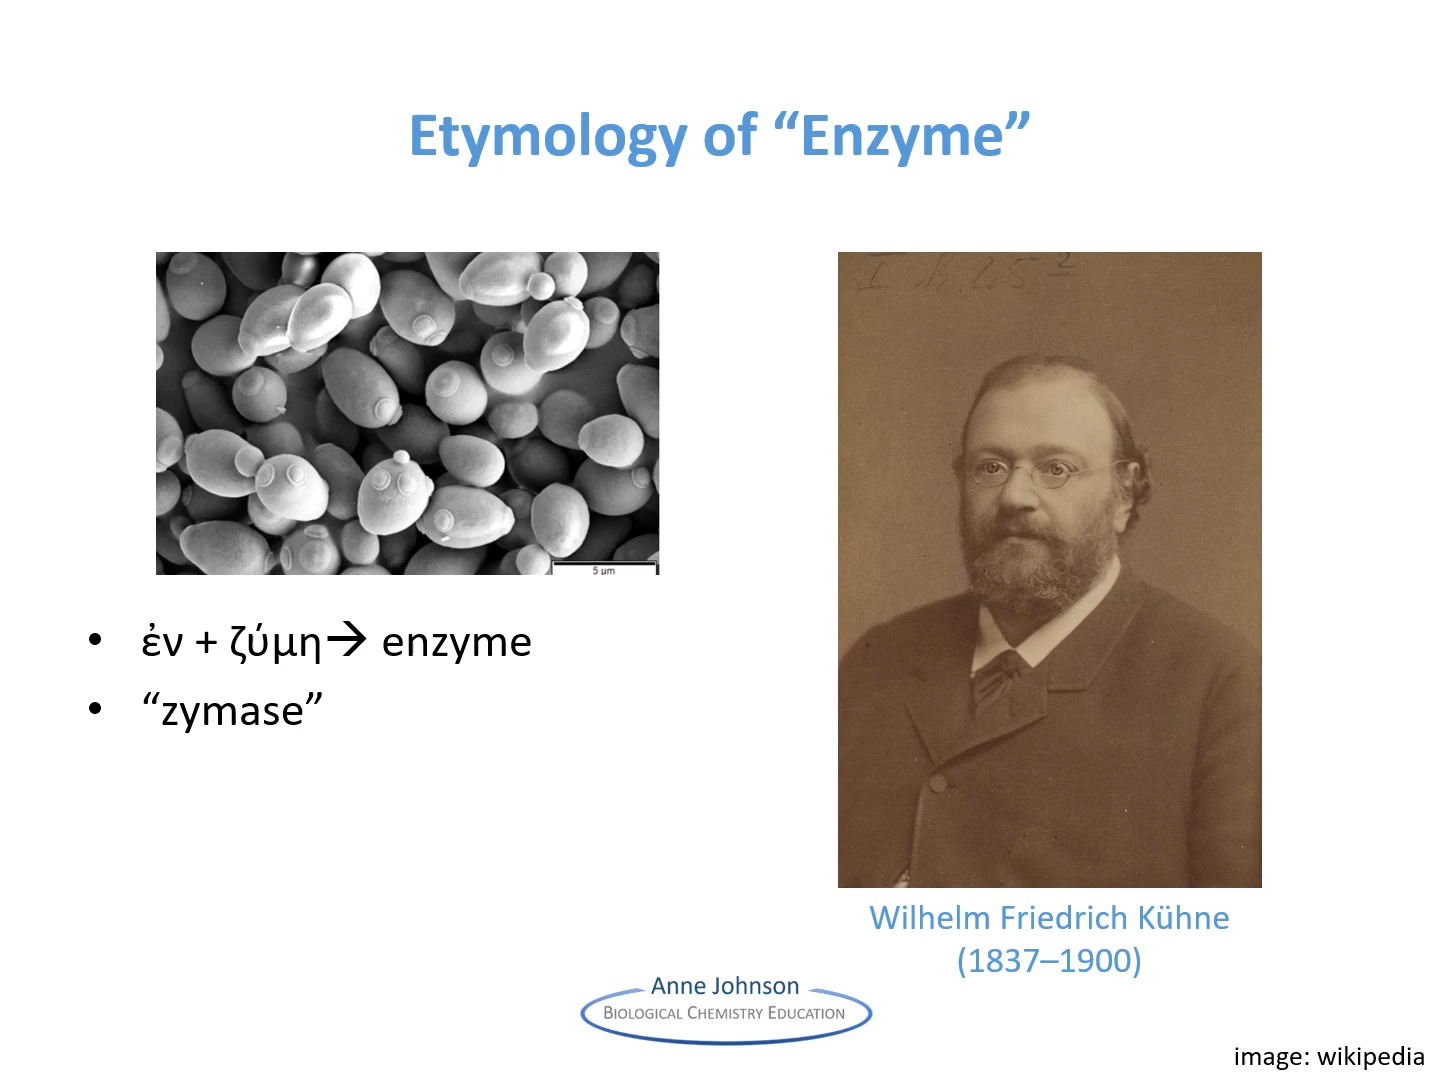 Etymology of “Enzyme”
5 µm
• ἐν + ζύμη→ enzyme
• “zymase”
Wilhelm Friedrich Kühne
(1837–1900)
Anne Johnson
Biological Chemistry Education
image: wikipedia